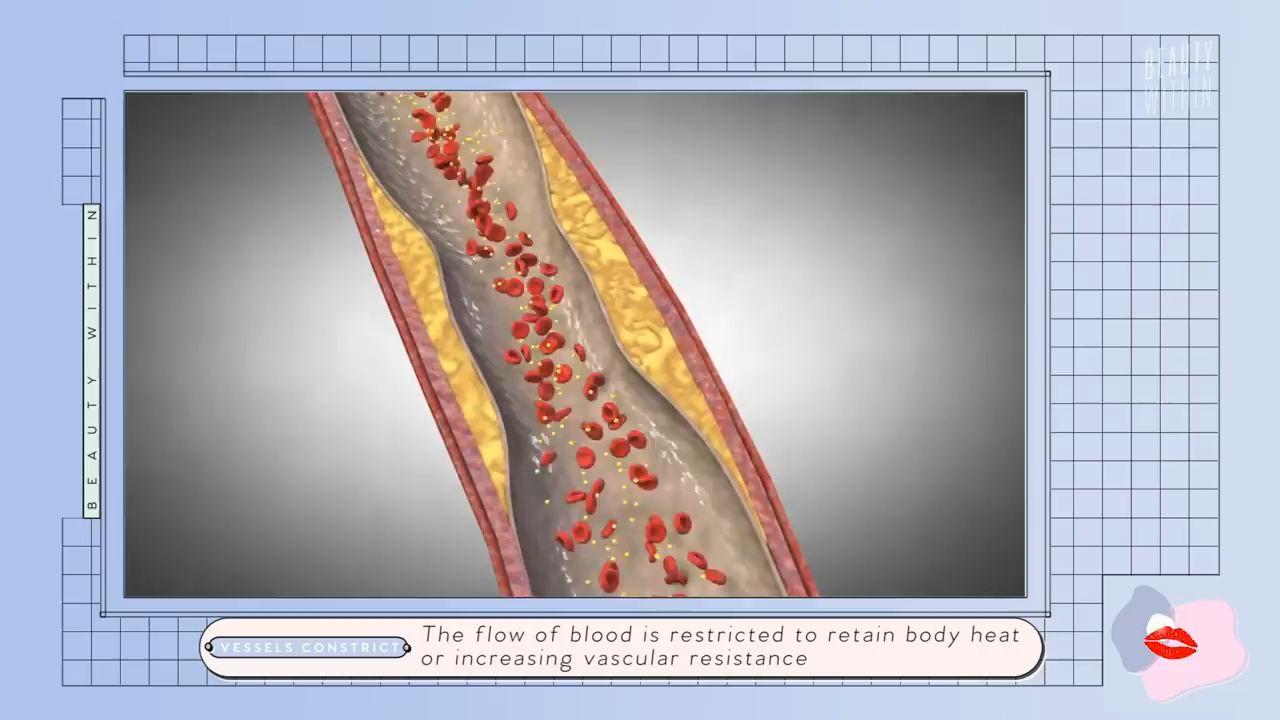 BEAUTY
WITHIN
BEAUTY WITHIN
VESSELS CONSTRICT
The flow of blood is restricted to retain body heat
or increasing vascular resistance